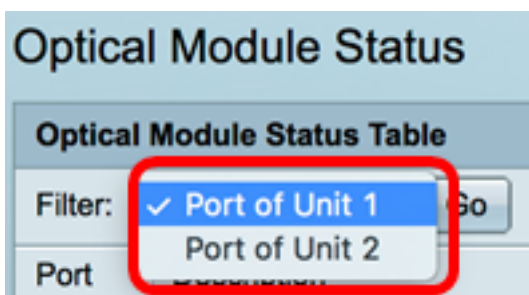 Optical Module Status
Optical Module Status Table
Filter: ✓ Port of Unit 1 Go
Port of Unit 2
Port